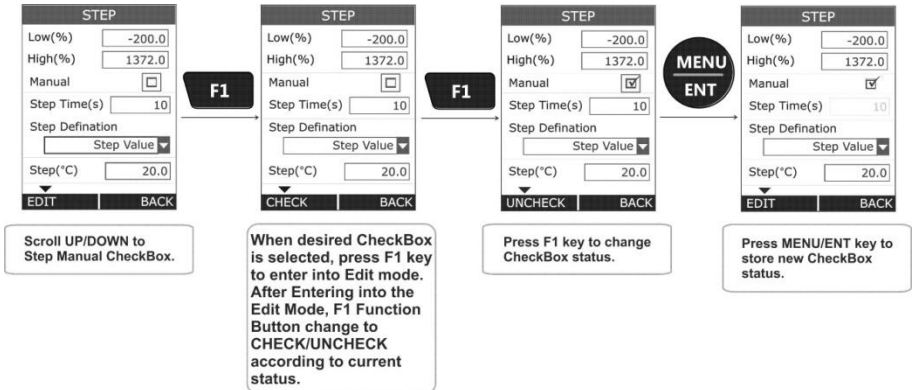 STEP
Low(%) -200.0
High(%) 1372.0
Manual
Step Time(s) 10
Step Defination
Step Value
Step(°C) 20.0
EDIT BACK
Scroll UP/DOWN to
Step Manual CheckBox.
F1
STEP
Low(%) -200.0
High(%) 1372.0
Manual
Step Time(s) 10
Step Defination
Step Value
Step(°C) 20.0
CHECK BACK
When desired CheckBox
is selected, press F1 key
to enter into Edit mode.
After Entering into the
Edit Mode, F1 Function
Button change to
CHECK/UNCHECK
according to current
status.
F1
STEP
Low(%) -200.0
High(%) 1372.0
Manual
Step Time(s) 10
Step Defination
Step Value
Step(°C) 20.0
UNCHECK BACK
Press F1 key to change
CheckBox status.
MENU
ENT
STEP
Low(%) -200.0
High(%) 1372.0
Manual
Step Time(s) 10
Step Defination
Step Value
Step(°C) 20.0
EDIT BACK
Press MENU/ENT key to
store new CheckBox
status.